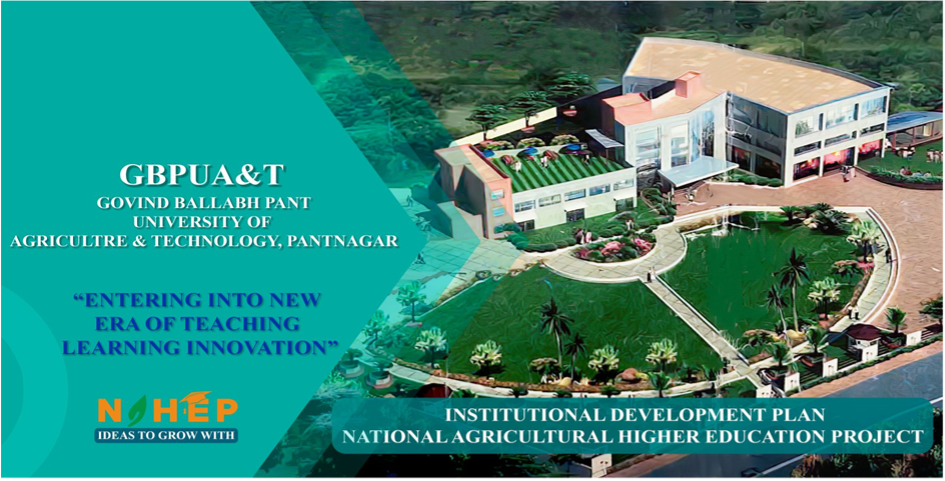 GBPUA&T
GOVIND BALLABH PANT
UNIVERSITY OF
AGRICULTRE & TECHNOLOGY, PANTNAGAR
“ENTERING INTO NEW
ERA OF TEACHING
LEARNING INNOVATION”
NAHEP
IDEAS TO GROW WITH
INSTITUTIONAL DEVELOPMENT PLAN
NATIONAL AGRICULTURAL HIGHER EDUCATION PROJECT